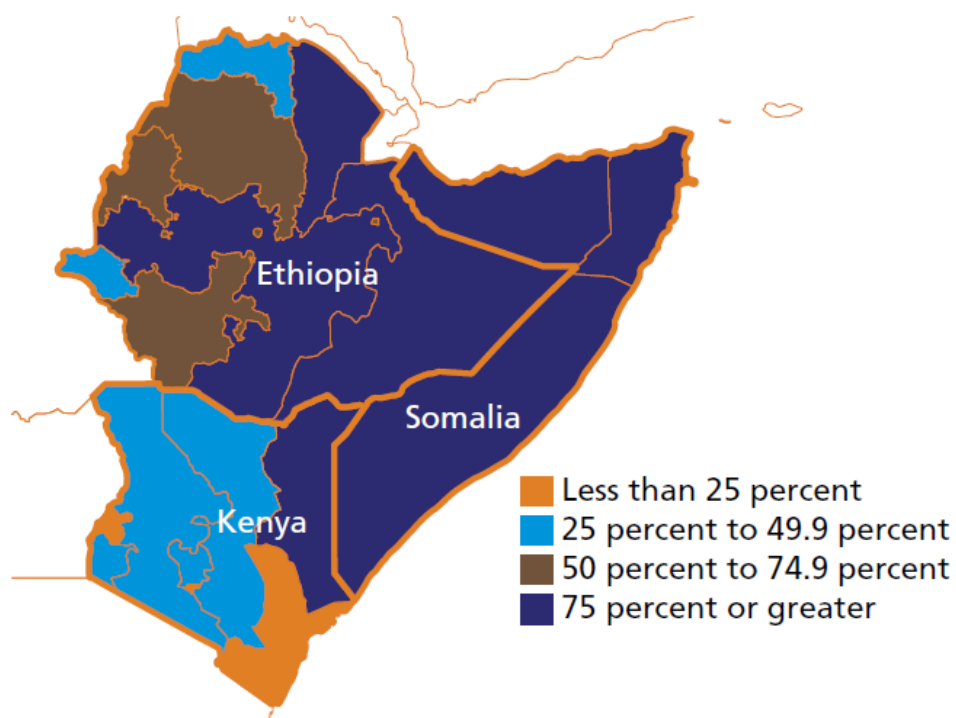 Ethiopia
Somalia
Kenya
Less than 25 percent
25 percent to 49.9 percent
50 percent to 74.9 percent
75 percent or greater